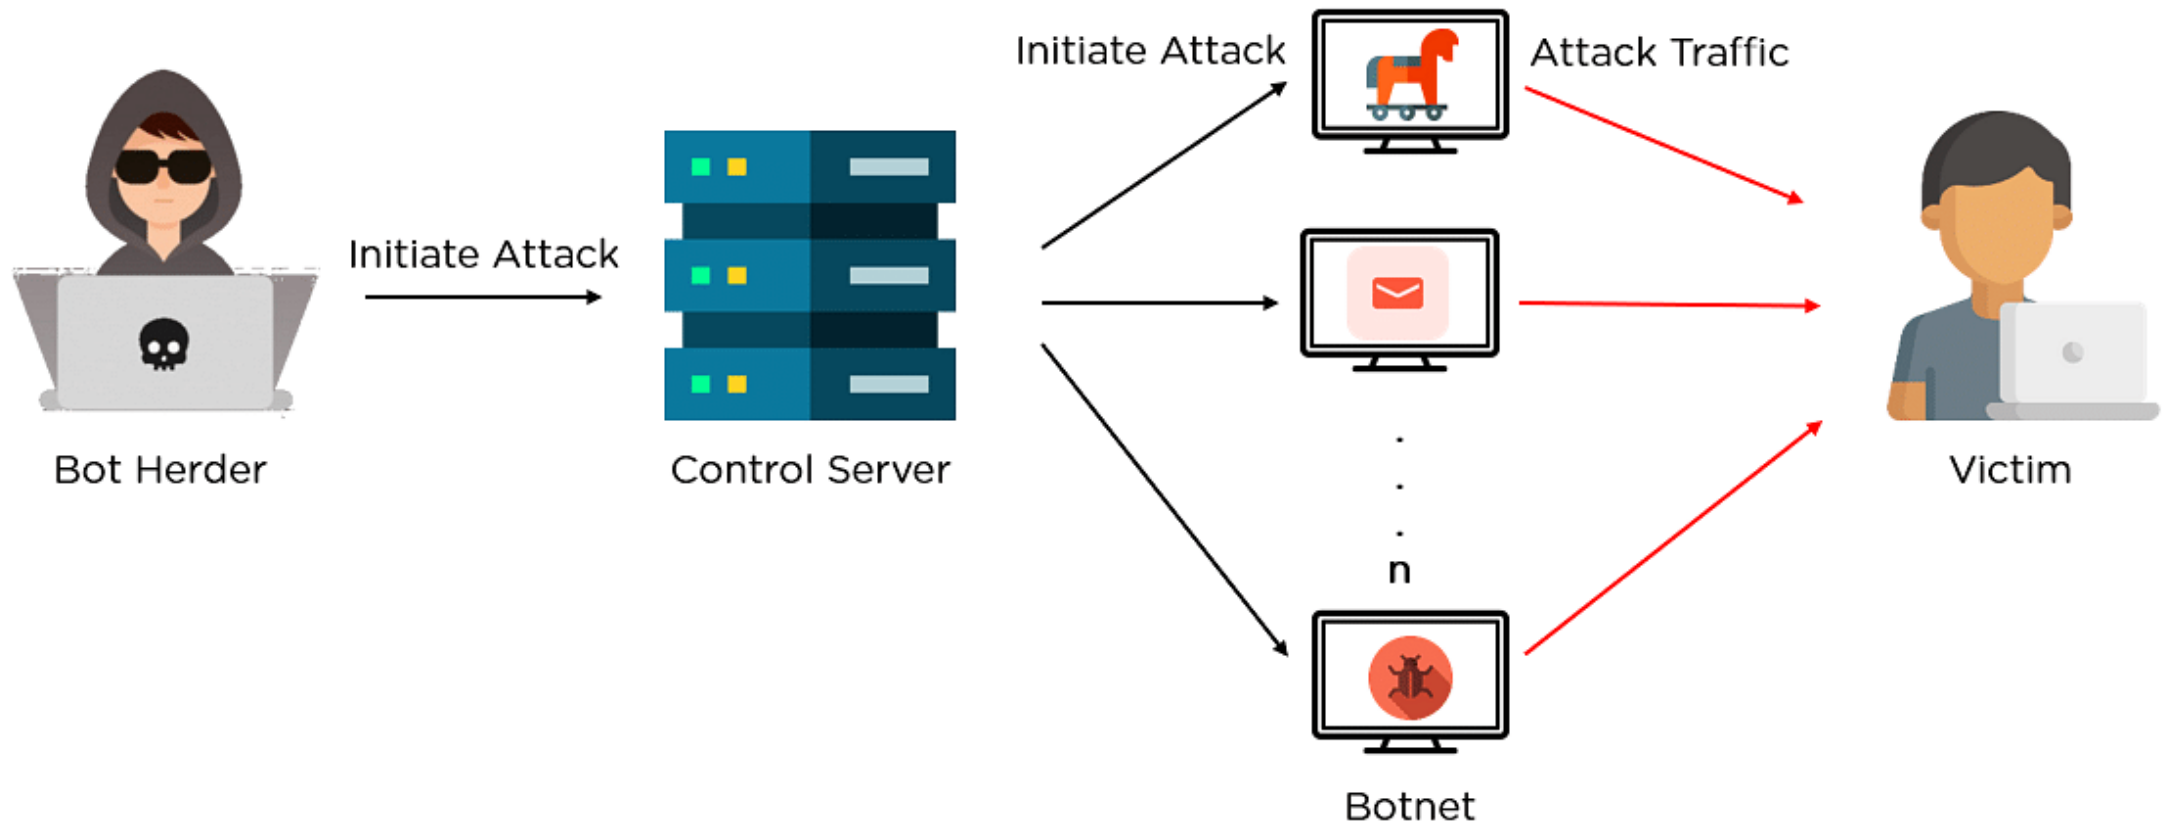 Initiate Attack
Attack Traffic
Initiate Attack
Bot Herder
Control Server
Victim
n
Botnet